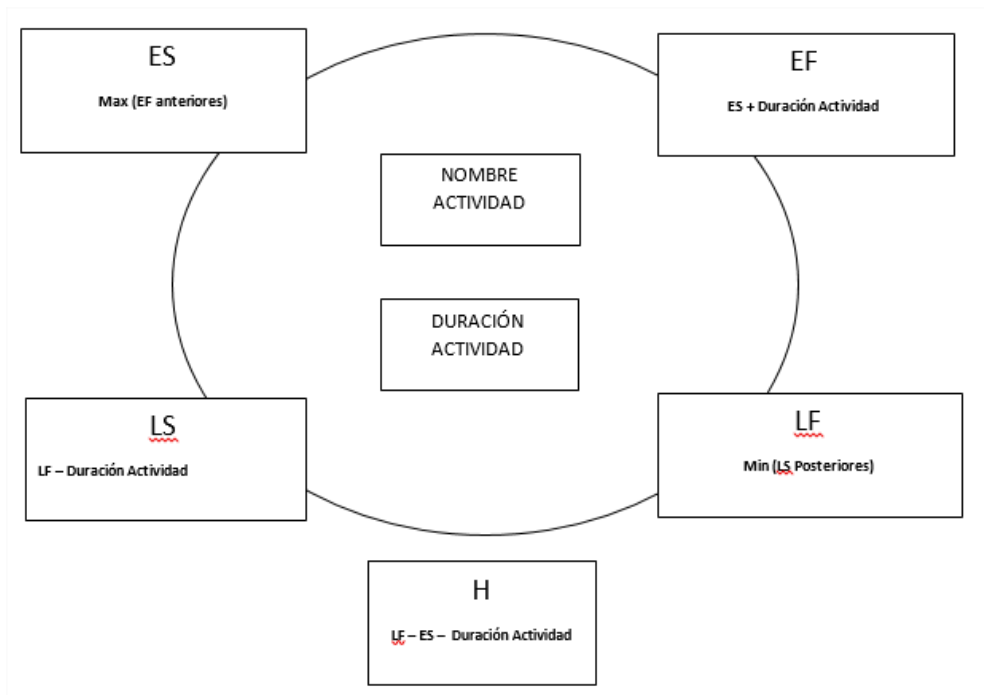 ES
Max (EF anteriores)
EF
ES + Duración Actividad
NOMBRE
ACTIVIDAD
DURACIÓN
ACTIVIDAD
LS
LF – Duración Actividad
LF
Min (LS Posteriores)
H
LF – ES – Duración Actividad